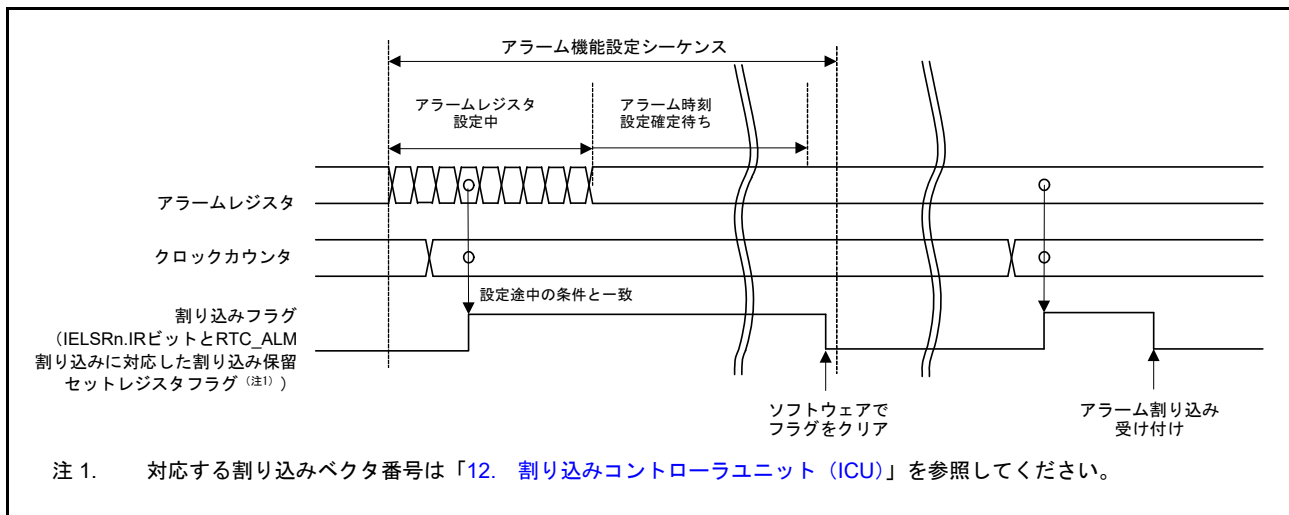 アラーム機能設定シーケンス
アラームレジスタ
設定中
アラーム時刻
設定確定待ち
アラームレジスタ
クロックカウンタ
設定途中の条件と一致
割り込みフラグ
（IELSRn.IRビットとRTC_ALM
割り込みに対応した割り込み保留
セットレジスタフラグ（注1））
ソフトウェアで
フラグをクリア
アラーム割り込み
受け付け
注 1. 対応する割り込みベクタ番号は「12. 割り込みコントローラユニット（ICU）」を参照してください。